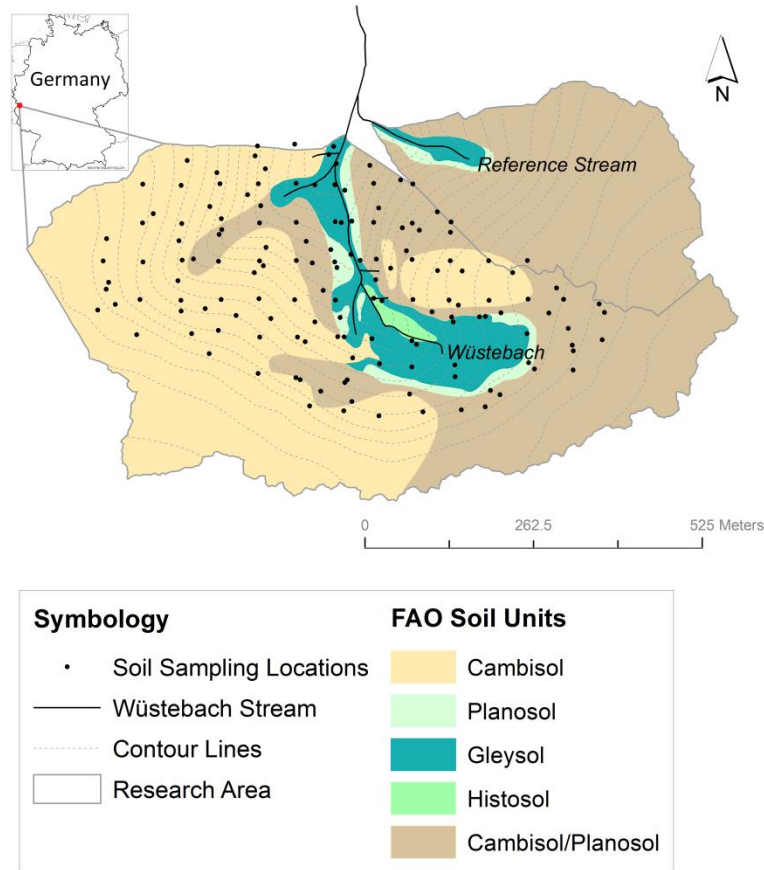 Germany
N
Reference Stream
Wüstebach
0
262.5
525 Meters
Symbology
Soil Sampling Locations
Wüstebach Stream
Contour Lines
Research Area
FAO Soil Units
Cambisol
Planosol
Gleysol
Histosol
Cambisol/Planosol